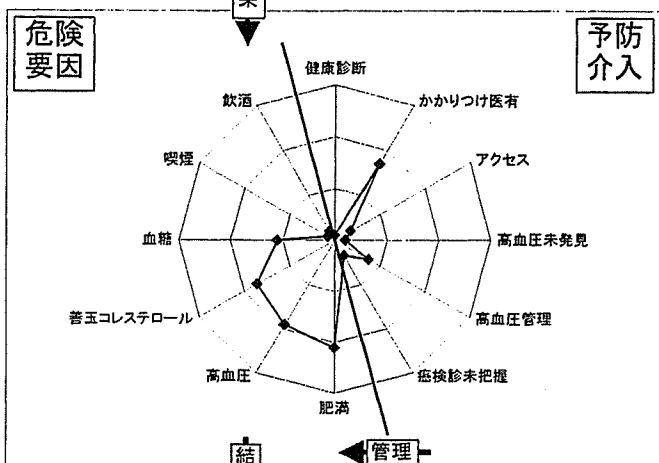 危険
要因
予防
介入
健康診断
飲酒
かかりつけ医有
喫煙
アクセス
血糖
高血圧未発見
善玉コレステロール
高血圧管理
高血圧
癌検診未把握
肥満
結
管理